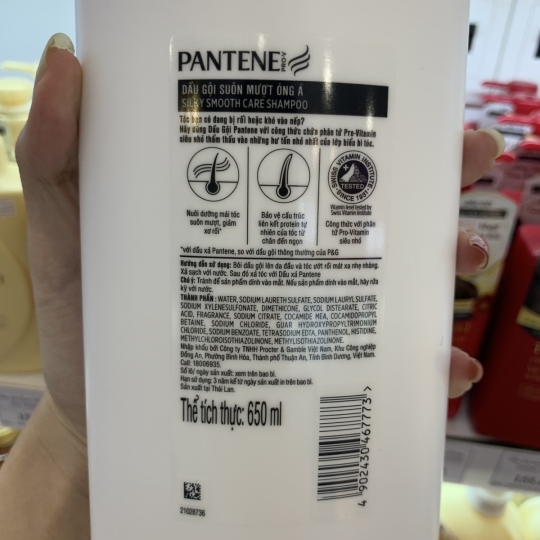 PANTENE
PRO-V
DẦU GỘI SUÔN MƯỢT ÓNG Ả
SILKY SMOOTH CARE SHAMPOO
Tóc bạn có đang bị rối hoặc khó vào nếp?
Hãy cùng Dầu Gội Pantene với công thức chứa phân tử Pro-Vitamin
siêu nhỏ thẩm thấu vào những hư tổn nhỏ nhất của lớp biểu bì tóc.
SWISS VITAMIN INSTITUTE
TESTED
SINCE 1931
Vitamin level tested by
Swiss Vitamin Institute
Nuôi dưỡng mái tóc
suôn mượt, giảm
xơ rối*
Bảo vệ cấu trúc
liên kết protein tự
nhiên của tóc từ
chân đến ngọn
Công thức với phân
tử Pro-Vitamin
siêu nhỏ
*với dầu xả Pantene, so với dầu gội thông thường của P&G
Hướng dẫn sử dụng: Bôi dầu gội lên da đầu và tóc ướt rồi mát xa nhẹ nhàng.
Xả sạch với nước. Sau đó xả tóc với Dầu xả Pantene
Chú ý: Tránh để sản phẩm dính vào mắt. Nếu sản phẩm dính vào mắt, hãy rửa
kỹ với nước.
THÀNH PHẦN: WATER, SODIUM LAURETH SULFATE, SODIUM LAURYL SULFATE,
SODIUM XYLENESULFONATE, DIMETHICONE, GLYCOL DISTEARATE, CITRIC
ACID, FRAGRANCE, SODIUM CITRATE, COCAMIDE MEA, COCAMIDOPROPYL
BETAINE, SODIUM CHLORIDE, GUAR HYDROXYPROPYLTRIMONIUM
CHLORIDE, SODIUM BENZOATE, TETRASODIUM EDTA, PANTHENOL, HISTIDINE,
METHYLCHLOROISOTHIAZOLINONE, METHYLISOTHIAZOLINONE.
Nhập khẩu bởi Công ty TNHH Procter & Gamble Việt Nam, Khu Công nghiệp
Đồng An, Phường Bình Hòa, Thành phố Thuận An, Tỉnh Bình Dương, Việt Nam.
Call: 18006935.
Số lô/ ngày sản xuất: xem trên bao bì.
Hạn sử dụng: 3 năm kể từ ngày sản xuất in trên bao bì.
Sản xuất tại Thái Lan.
Thể tích thực: 650 ml
4 902430 467773 >
21028736